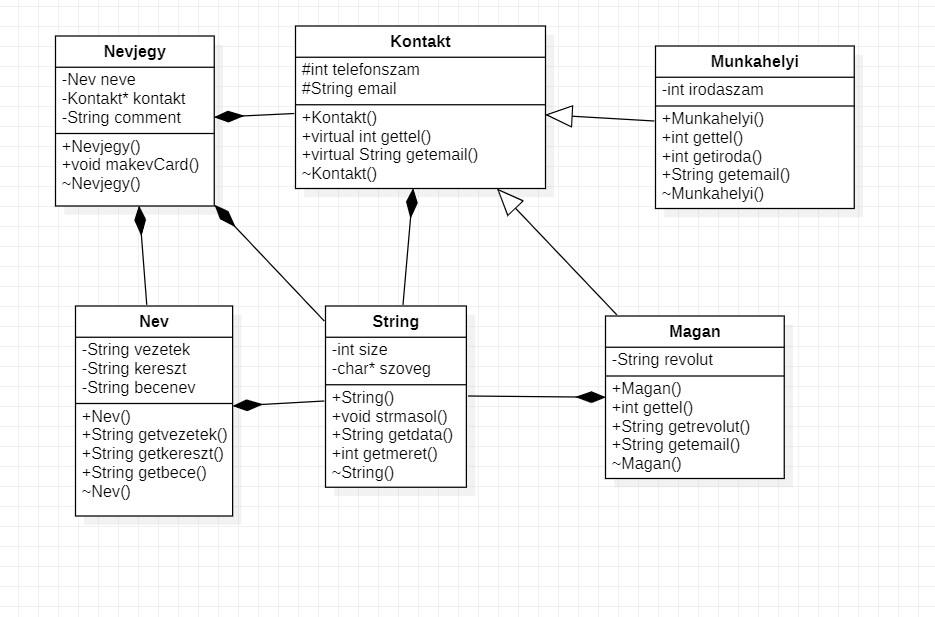 Nevjegy
-Nev neve
-Kontakt* kontakt
-String comment
+Nevjegy()
+void makevCard()
~Nevjegy()
Kontakt
#int telefonszam
#String email
+Kontakt()
+virtual int gettel()
+virtual String getemail()
~Kontakt()
Munkahelyi
-int irodaszam
+Munkahelyi()
+int gettel()
+int getiroda()
+String getemail()
~Munkahelyi()
Nev
-String vezetek
-String kereszt
-String becenev
+Nev()
+String getvezetek()
+String getkereszt()
+String getbece()
~Nev()
String
-int size
-char* szoveg
+String()
+void strmasol()
+String getdata()
+int getmeret()
~String()
Magan
-String revolut
+Magan()
+int gettel()
+String getrevolut()
+String getemail()
~Magan()